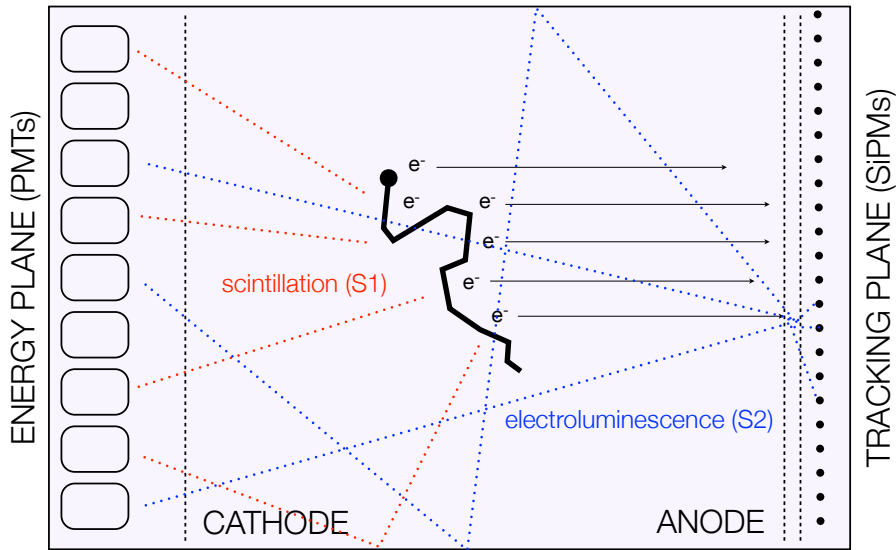 ENERGY PLANE (PMTs)
e-
e-
e-
e-
e-
e-
scintillation (S1)
electroluminescence (S2)
CATHODE
ANODE
TRACKING PLANE (SiPMs)